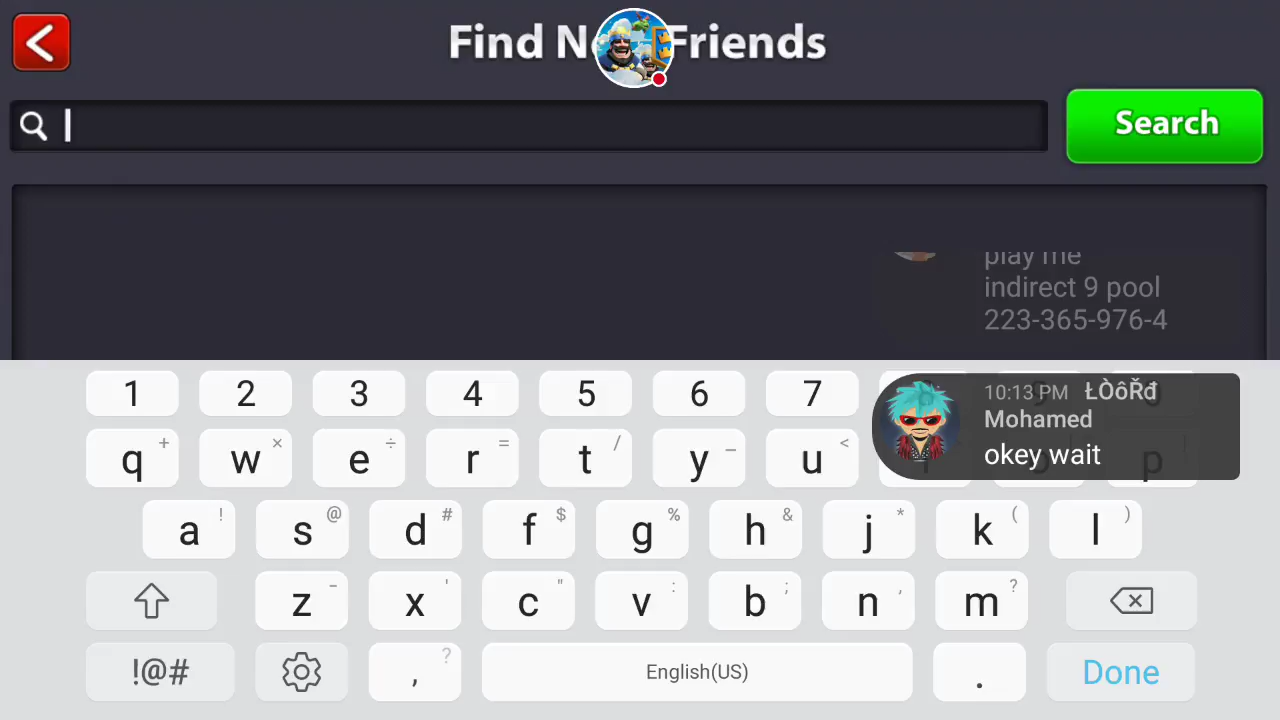 Find N Friends
Search
play me
indirect 9 pool
223-365-976-4
10:13 PM ŁÒôŘđ
Mohamed
okey wait
1 2 3 4 5 6 7
+ × ÷ = / _ <
q w e r t y u p
! @ # $ % & * ( )
a s d f g h j k l
- ' " : ; , ?
z x c v b n m
!@# , ? English(US) . Done